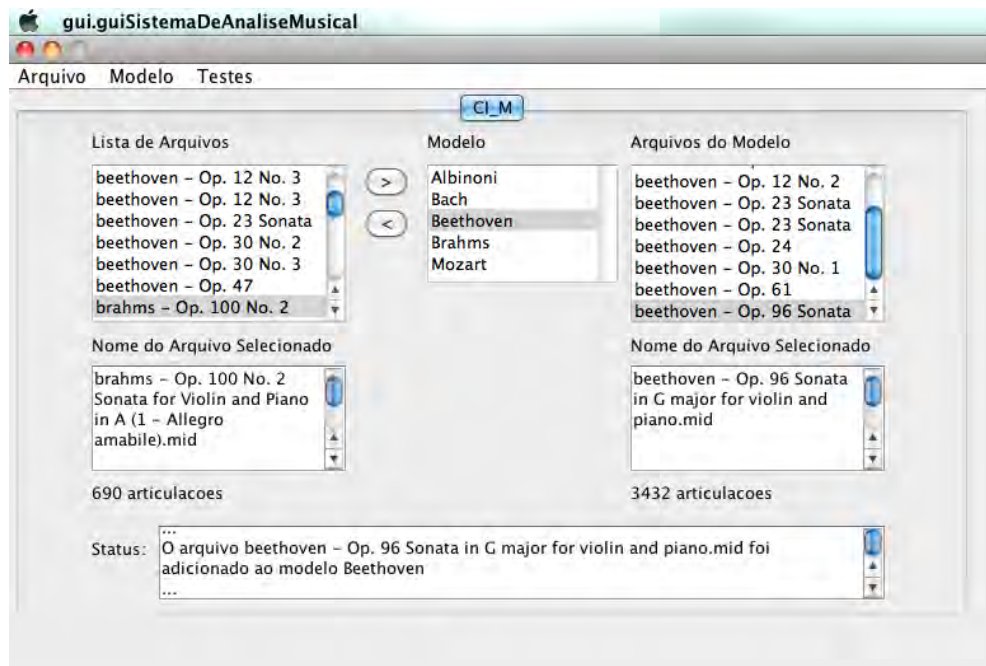 gui.guiSistemaDeAnaliseMusical
Arquivo Modelo Testes
CI_M
Lista de Arquivos
beethoven – Op. 12 No. 3
beethoven – Op. 12 No. 3
beethoven – Op. 23 Sonata
beethoven – Op. 30 No. 2
beethoven – Op. 30 No. 3
beethoven – Op. 47
brahms – Op. 100 No. 2
>
<
Modelo
Albinoni
Bach
Beethoven
Brahms
Mozart
Arquivos do Modelo
beethoven – Op. 12 No. 2
beethoven – Op. 23 Sonata
beethoven – Op. 23 Sonata
beethoven – Op. 24
beethoven – Op. 30 No. 1
beethoven – Op. 61
beethoven – Op. 96 Sonata
Nome do Arquivo Selecionado
brahms – Op. 100 No. 2
Sonata for Violin and Piano
in A (1 – Allegro
amabile).mid
690 articulacoes
Nome do Arquivo Selecionado
beethoven – Op. 96 Sonata
in G major for violin and
piano.mid
3432 articulacoes
Status:
...
O arquivo beethoven – Op. 96 Sonata in G major for violin and piano.mid foi
adicionado ao modelo Beethoven
...